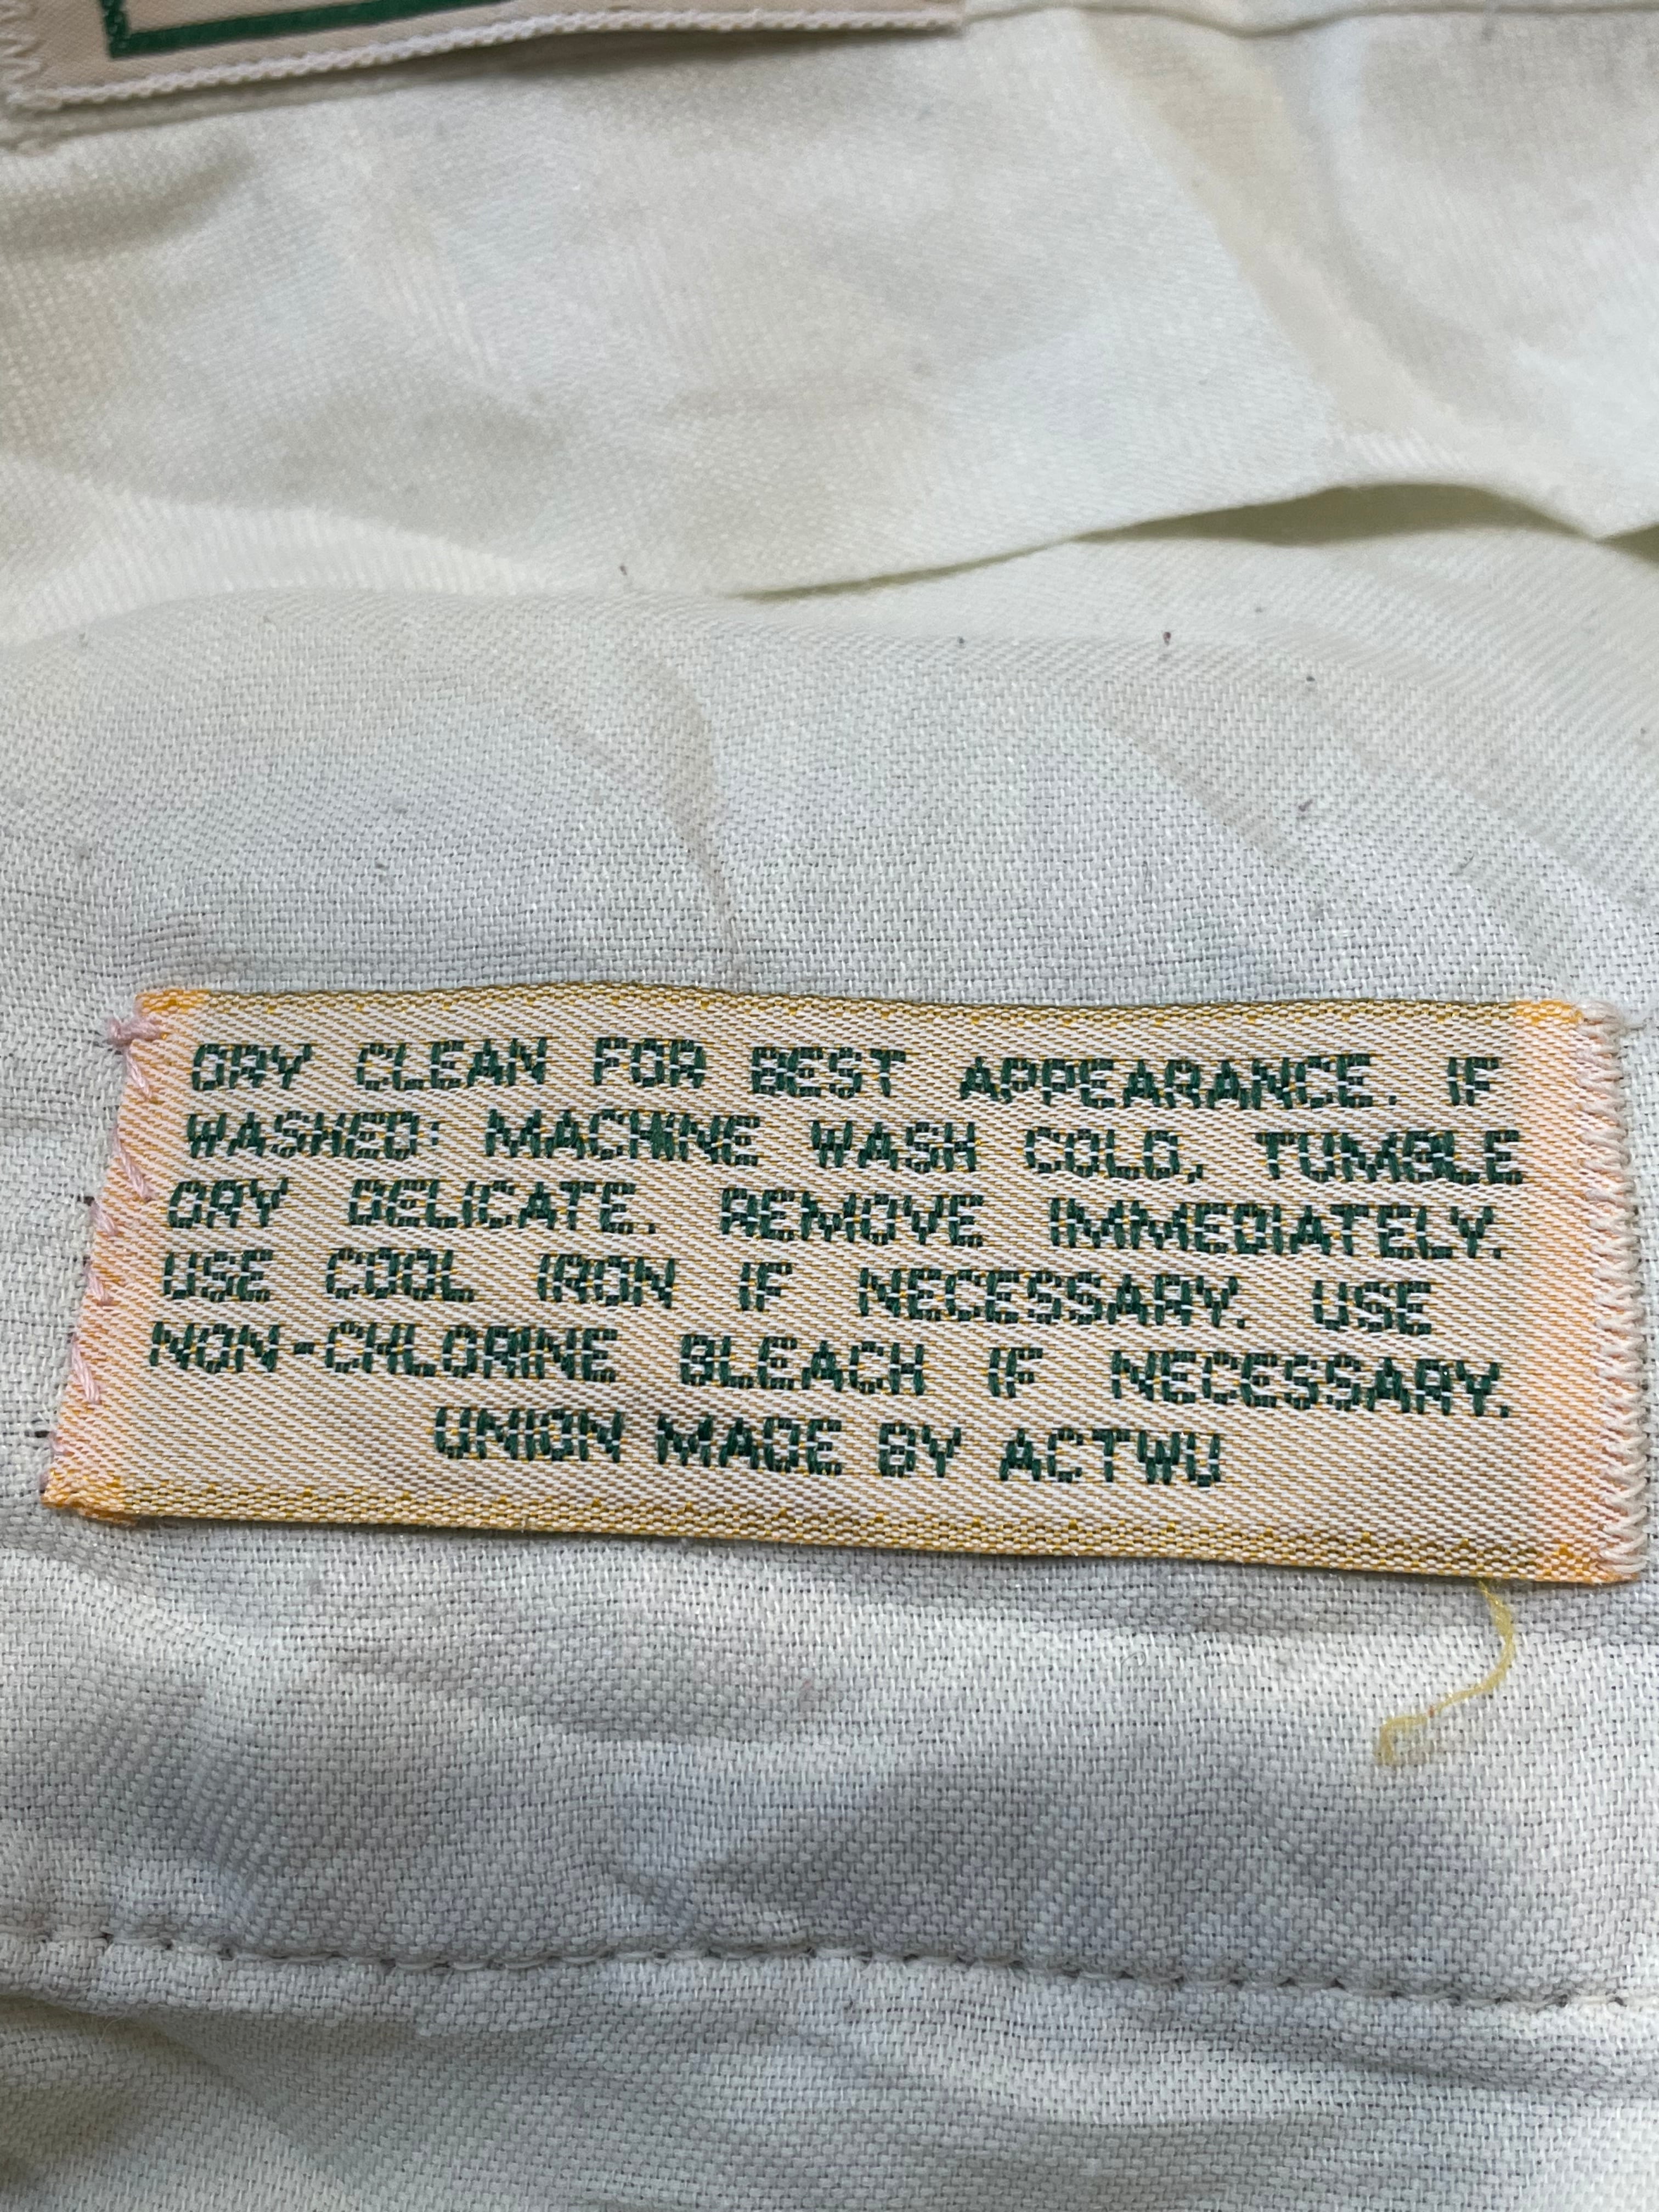 DRY CLEAN FOR BEST APPEARANCE. IF
WASHED: MACHINE WASH COLD, TUMBLE
DRY DELICATE. REMOVE IMMEDIATELY.
USE COOL IRON IF NECESSARY. USE
NON-CHLORINE BLEACH IF NECESSARY.
UNION MADE BY ACTWU